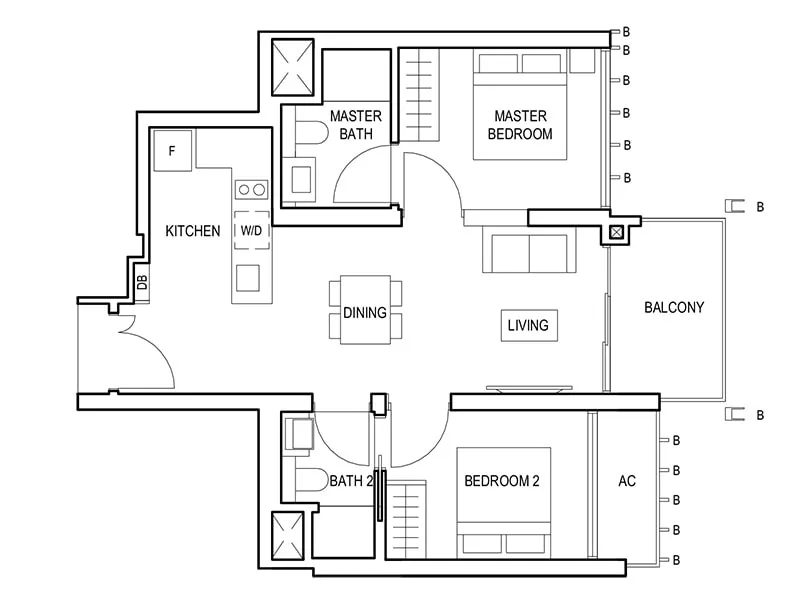 B
B
B
B
B
B
MASTER
BATH
MASTER
BEDROOM
F
KITCHEN
W/D
B
DB
DINING
LIVING
BALCONY
B
B
B
B
B
B
BATH 2
BEDROOM 2
AC